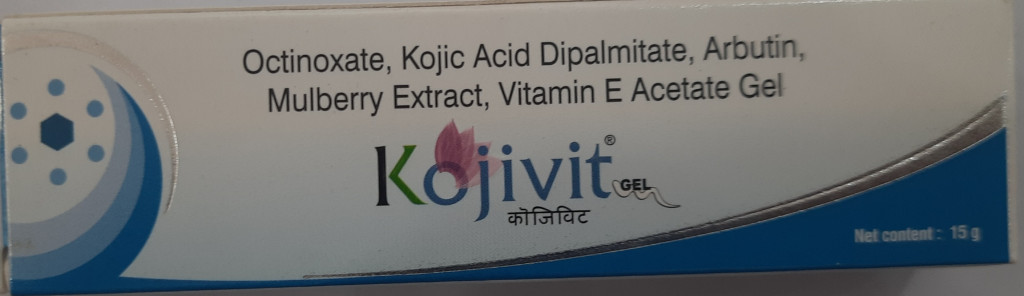 Octinoxate, Kojic Acid Dipalmitate, Arbutin,
Mulberry Extract, Vitamin E Acetate Gel
Kojivit® GEL
कोजिविट
Net content : 15 g